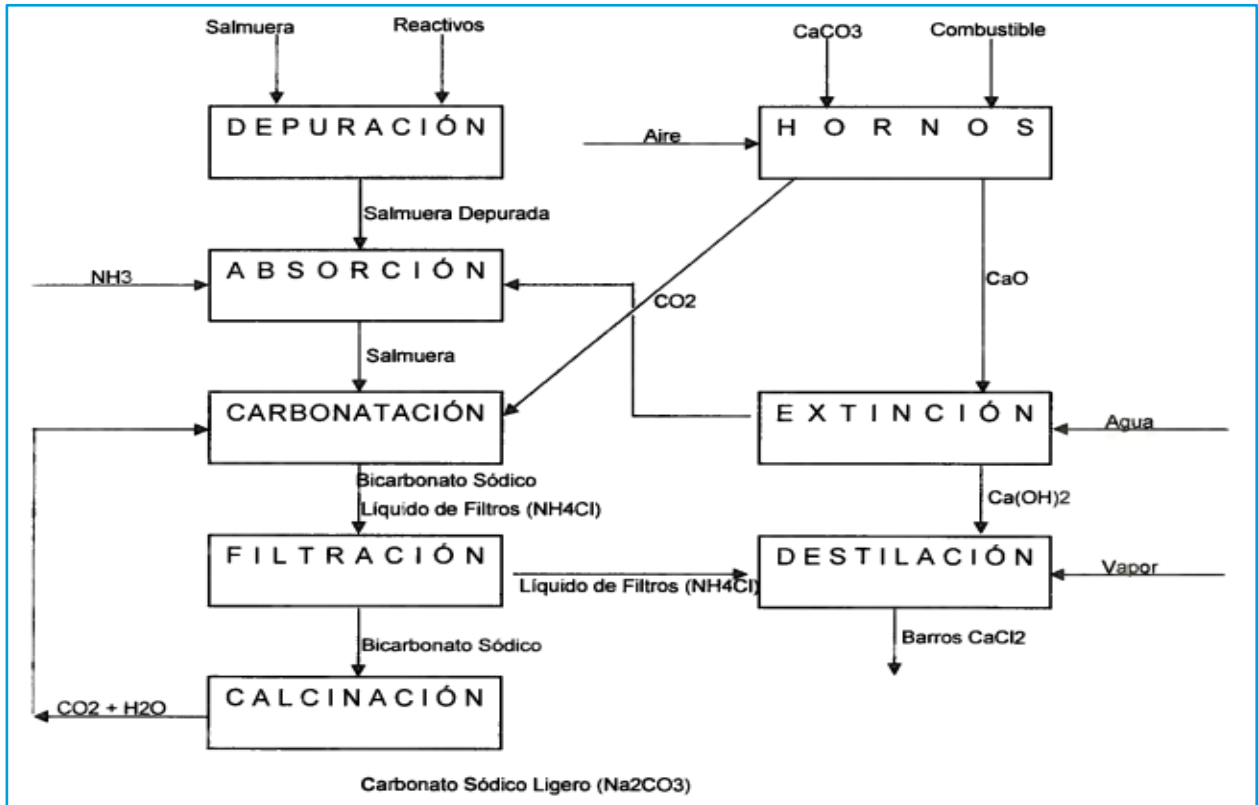 Salmuera
Reactivos
CaCO3
Combustible
DEPURACIÓN
HORNOS
Aire
Salmuera Depurada
ABSORCIÓN
NH3
CaO
CO2
Salmuera
CARBONATACIÓN
EXTINCIÓN
Agua
Bicarbonato Sódico
Líquido de Filtros (NH4Cl)
Ca(OH)2
FILTRACIÓN
DESTILACIÓN
Líquido de Filtros (NH4Cl)
Vapor
Bicarbonato Sódico
Barros CaCl2
CALCINACIÓN
CO2 + H2O
Carbonato Sódico Ligero (Na2CO3)